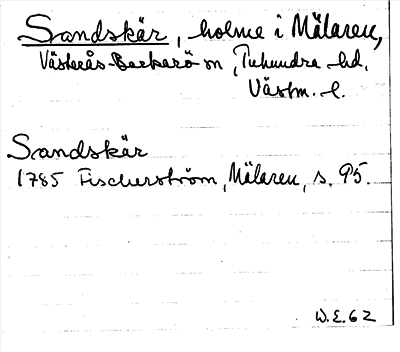 Sandskär, holme i Mälaren,
Västerås-Barkarö sn, Tuhundra hd,
Västm. l.
Sandskär
1785 Fischerström, Mälaren, s. 95.
W.E. 62